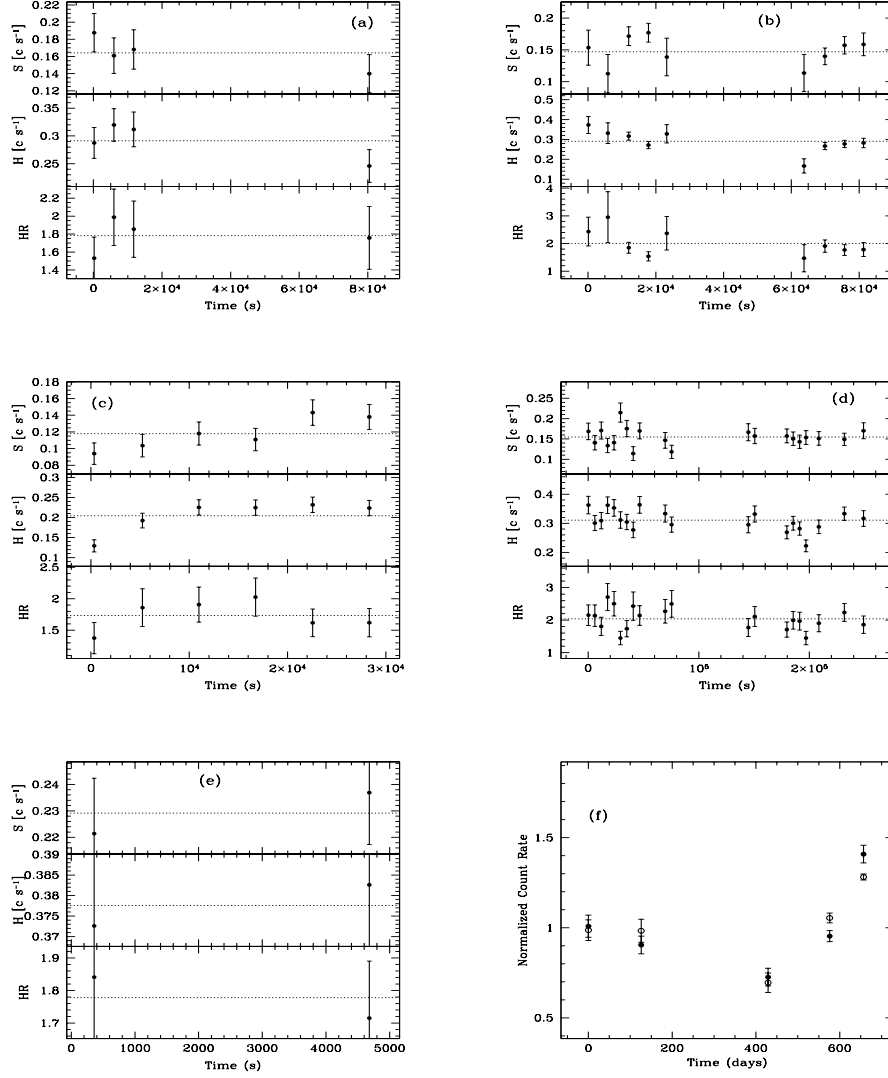 (a)
S [c s⁻¹]
0.22
0.2
0.18
0.16
0.14
0.12
H [c s⁻¹]
0.35
0.3
0.25
HR
2.2
2
1.8
1.6
1.4
0 2×10⁴ 4×10⁴ 6×10⁴ 8×10⁴
Time (s)
(b)
S [c s⁻¹]
0.2
0.15
0.1
H [c s⁻¹]
0.5
0.4
0.3
0.2
0.1
HR
4
3
2
1
0 2×10⁴ 4×10⁴ 6×10⁴ 8×10⁴
Time (s)
(c)
S [c s⁻¹]
0.18
0.16
0.14
0.12
0.1
0.08
H [c s⁻¹]
0.3
0.25
0.2
0.15
0.1
HR
2.5
2
1.5
0 10⁴ 2×10⁴ 3×10⁴
Time (s)
(d)
S [c s⁻¹]
0.25
0.2
0.15
0.1
H [c s⁻¹]
0.4
0.3
0.2
HR
3
2
1
0 10⁵ 2×10⁵
Time (s)
(e)
S [c s⁻¹]
0.24
0.23
0.22
H [c s⁻¹]
0.39
0.385
0.38
0.375
0.37
HR
1.9
1.8
1.7
0 1000 2000 3000 4000 5000
Time (s)
(f)
Normalized Count Rate
1.5
1
0.5
0 200 400 600
Time (days)